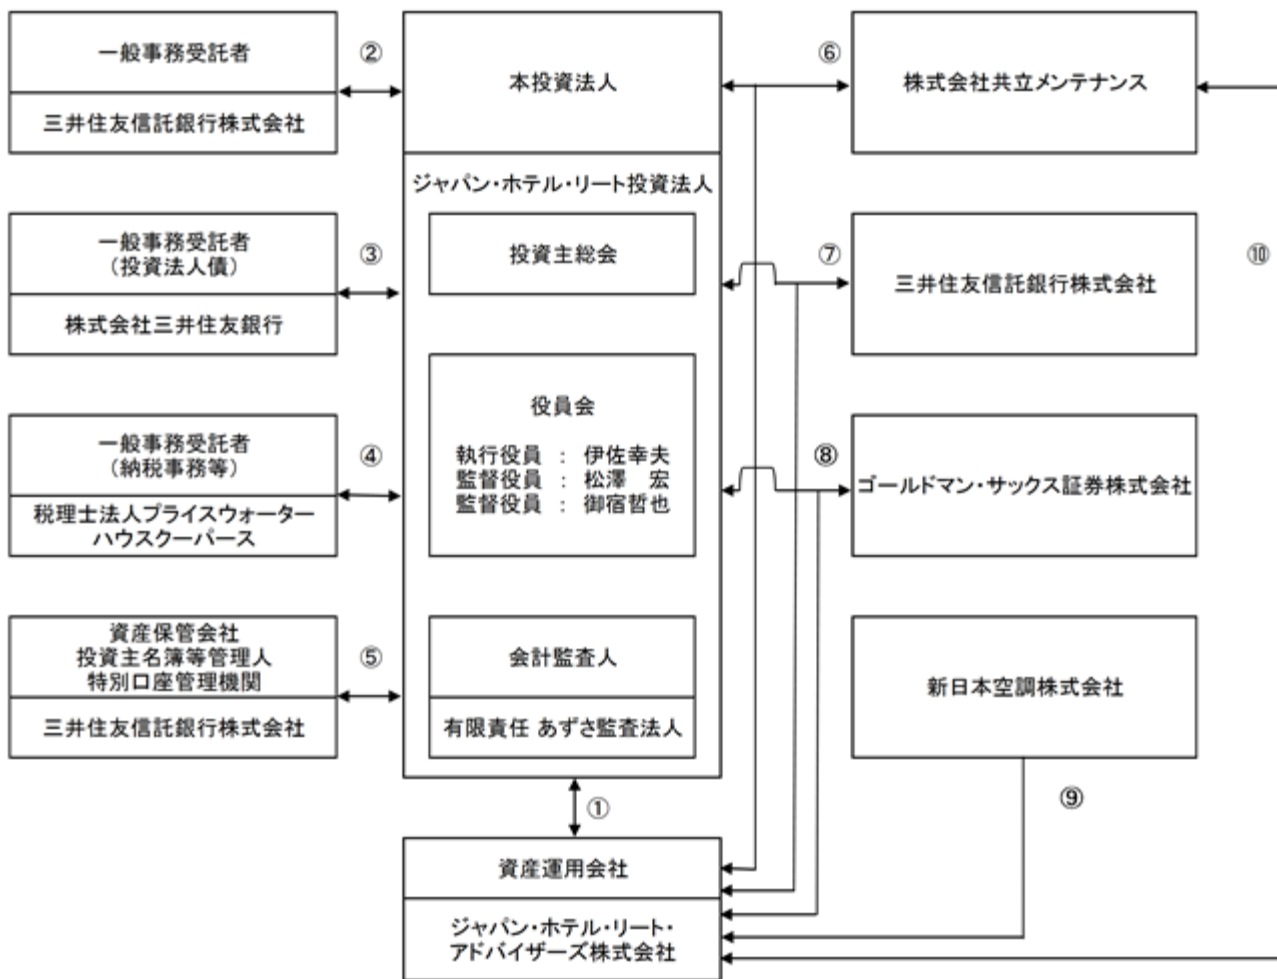 一般事務受託者
三井住友信託銀行株式会社
②
本投資法人
ジャパン・ホテル・リート投資法人
⑥
株式会社共立メンテナンス
一般事務受託者
(投資法人債)
株式会社三井住友銀行
③
投資主総会
⑦
三井住友信託銀行株式会社
⑩
一般事務受託者
(納税事務等)
税理士法人プライスウォーター
ハウスクーパース
④
役員会
執行役員 : 伊佐幸夫
監督役員 : 松澤 宏
監督役員 : 御宿哲也
⑧
ゴールドマン・サックス証券株式会社
資産保管会社
投資主名簿等管理人
特別口座管理機関
三井住友信託銀行株式会社
⑤
会計監査人
有限責任 あずさ監査法人
新日本空調株式会社
⑨
①
資産運用会社
ジャパン・ホテル・リート・
アドバイザーズ株式会社